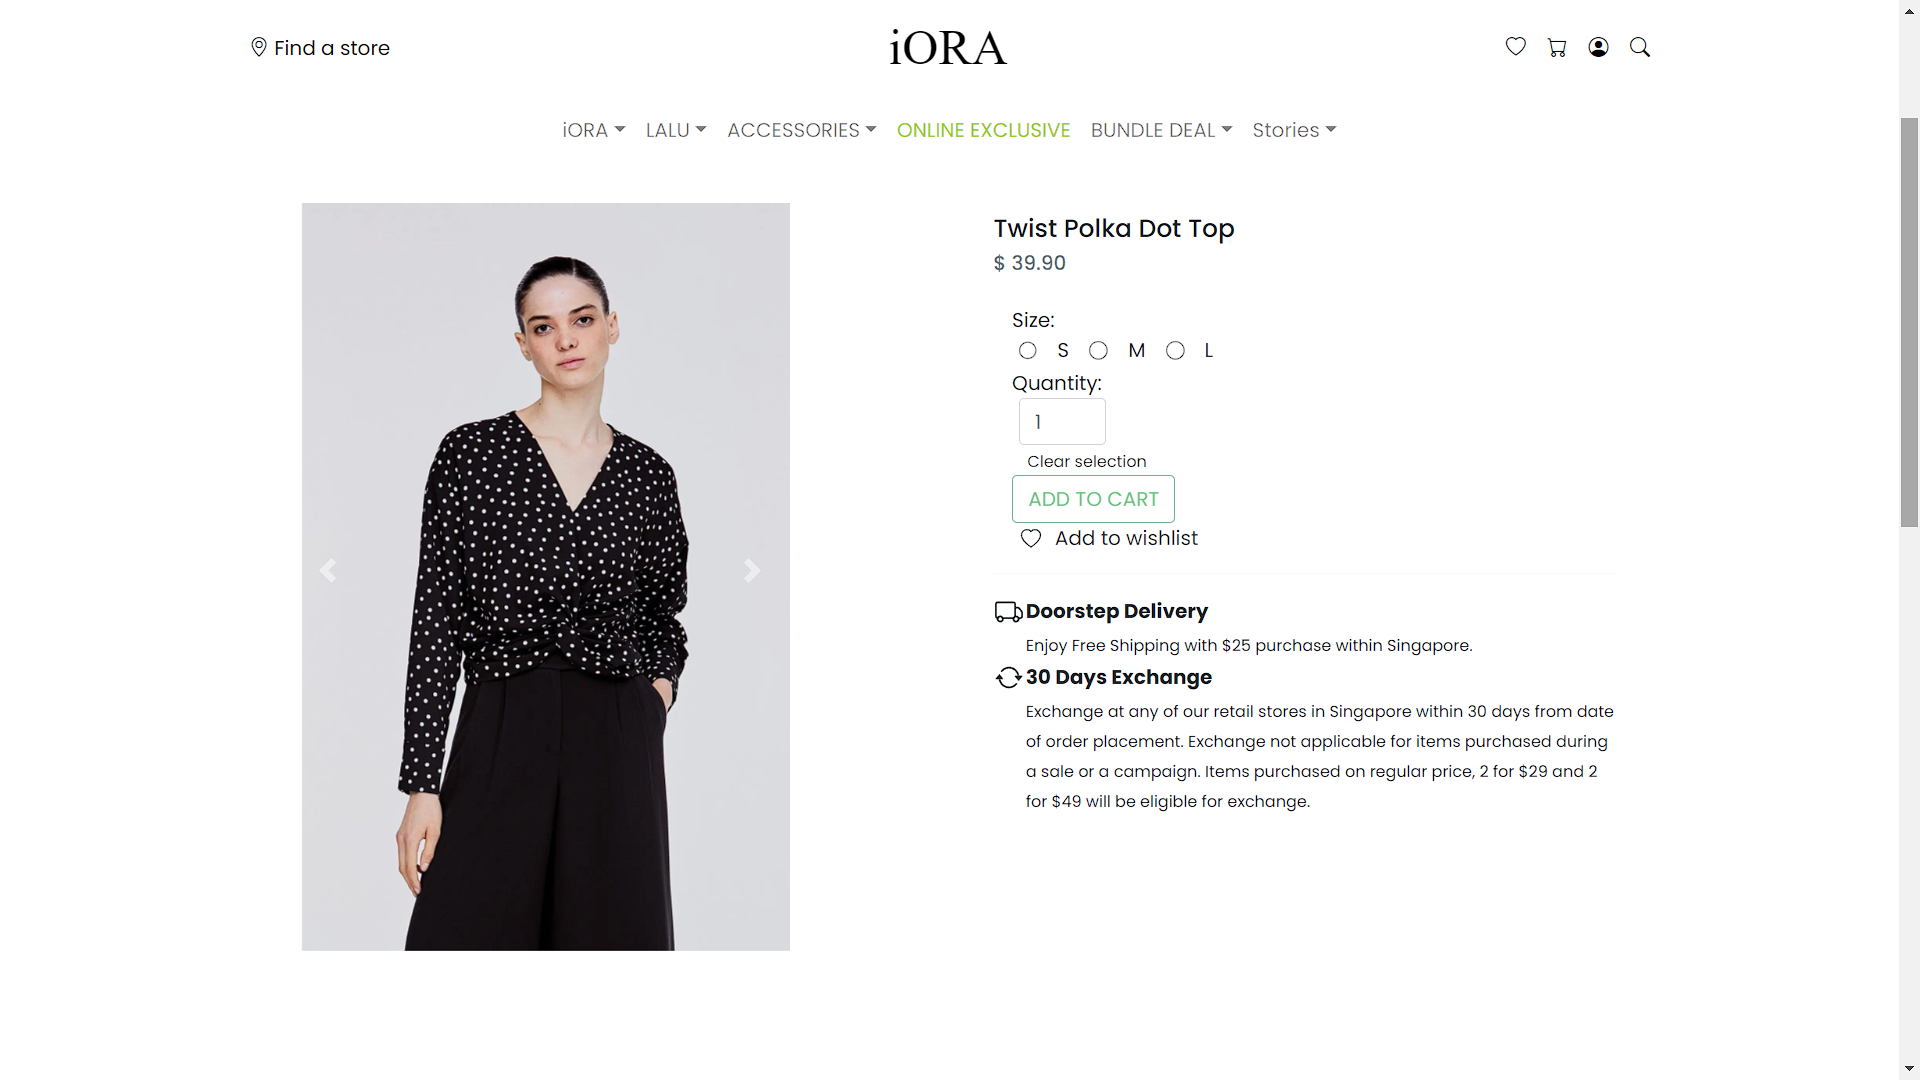 Find a store
iORA
iORA
LALU
ACCESSORIES
ONLINE EXCLUSIVE
BUNDLE DEAL
Stories
Twist Polka Dot Top
$ 39.90
Size:
S M L
Quantity:
1
Clear selection
ADD TO CART
Add to wishlist
Doorstep Delivery
Enjoy Free Shipping with $25 purchase within Singapore.
30 Days Exchange
Exchange at any of our retail stores in Singapore within 30 days from date
of order placement. Exchange not applicable for items purchased during
a sale or a campaign. Items purchased on regular price, 2 for $29 and 2
for $49 will be eligible for exchange.